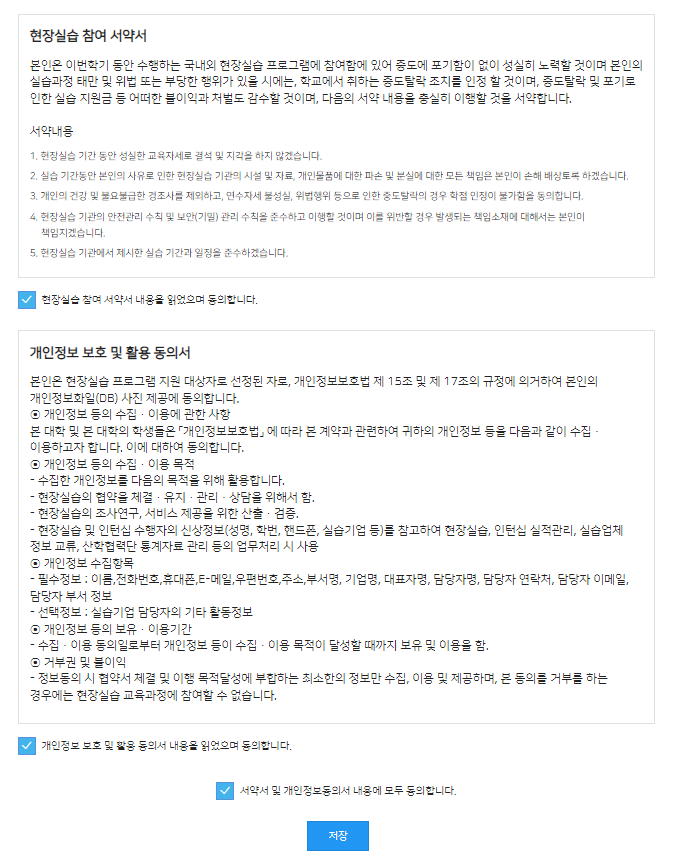 현장실습 참여 서약서
본인은 이번학기 동안 수행하는 국내외 현장실습 프로그램에 참여함에 있어 중도에 포기함이 없이 성실히 노력할 것이며 본인의
실습과정 태만 및 위법 또는 부당한 행위가 있을 시에는, 학교에서 취하는 중도탈락 조치를 인정 할 것이며, 중도탈락 및 포기로
인한 실습 지원금 등 어떠한 불이익과 처벌도 감수할 것이며, 다음의 서약 내용을 충실히 이행할 것을 서약합니다.
서약내용
1. 현장실습 기간 동안 성실한 교육자세로 결석 및 지각을 하지 않겠습니다.
2. 실습 기간동안 본인의 사유로 인한 현장실습 기관의 시설 및 자료, 개인물품에 대한 파손 및 분실에 대한 모든 책임은 본인이 손해 배상토록 하겠습니다.
3. 개인의 건강 및 불요불급한 경조사를 제외하고, 연수자세 불성실, 위법행위 등으로 인한 중도탈락의 경우 학점 인정이 불가함을 동의합니다.
4. 현장실습 기관의 안전관리 수칙 및 보안(기밀) 관리 수칙을 준수하고 이행할 것이며 이를 위반할 경우 발생되는 책임소재에 대해서는 본인이
책임지겠습니다.
5. 현장실습 기관에서 제시한 실습 기간과 일정을 준수하겠습니다.
현장실습 참여 서약서 내용을 읽었으며 동의합니다.
개인정보 보호 및 활용 동의서
본인은 현장실습 프로그램 지원 대상자로 선정된 자로, 개인정보보호법 제 15조 및 제 17조의 규정에 의거하여 본인의
개인정보화일(DB) 사진 제공에 동의합니다.
⊙ 개인정보 등의 수집ㆍ이용에 관한 사항
본 대학 및 본 대학의 학생들은 「개인정보보호법」에 따라 본 계약과 관련하여 귀하의 개인정보 등을 다음과 같이 수집ㆍ
이용하고자 합니다. 이에 대하여 동의합니다.
⊙ 개인정보 등의 수집ㆍ이용 목적
- 수집한 개인정보를 다음의 목적을 위해 활용합니다.
- 현장실습의 협약을 체결ㆍ유지ㆍ관리ㆍ상담을 위해서 함.
- 현장실습의 조사연구, 서비스 제공을 위한 산출ㆍ검증.
- 현장실습 및 인턴십 수행자의 신상정보(성명, 학번, 핸드폰, 실습기업 등)를 참고하여 현장실습, 인턴십 실적관리, 실습업체
정보 교류, 산학협력단 통계자료 관리 등의 업무처리 시 사용
⊙ 개인정보 수집항목
- 필수정보 : 이름,전화번호,휴대폰,E-메일,우편번호,주소,부서명, 기업명, 대표자명, 담당자명, 담당자 연락처, 담당자 이메일,
담당자 부서 정보
- 선택정보 : 실습기업 담당자의 기타 활동정보
⊙ 개인정보 등의 보유ㆍ이용기간
- 수집ㆍ이용 동의일로부터 개인정보 등이 수집ㆍ이용 목적이 달성할 때까지 보유 및 이용을 함.
⊙ 거부권 및 불이익
- 정보동의 시 협약서 체결 및 이행 목적달성에 부합하는 최소한의 정보만 수집, 이용 및 제공하며, 본 동의를 거부를 하는
경우에는 현장실습 교육과정에 참여할 수 없습니다.
개인정보 보호 및 활용 동의서 내용을 읽었으며 동의합니다.
서약서 및 개인정보동의서 내용에 모두 동의합니다.
저장